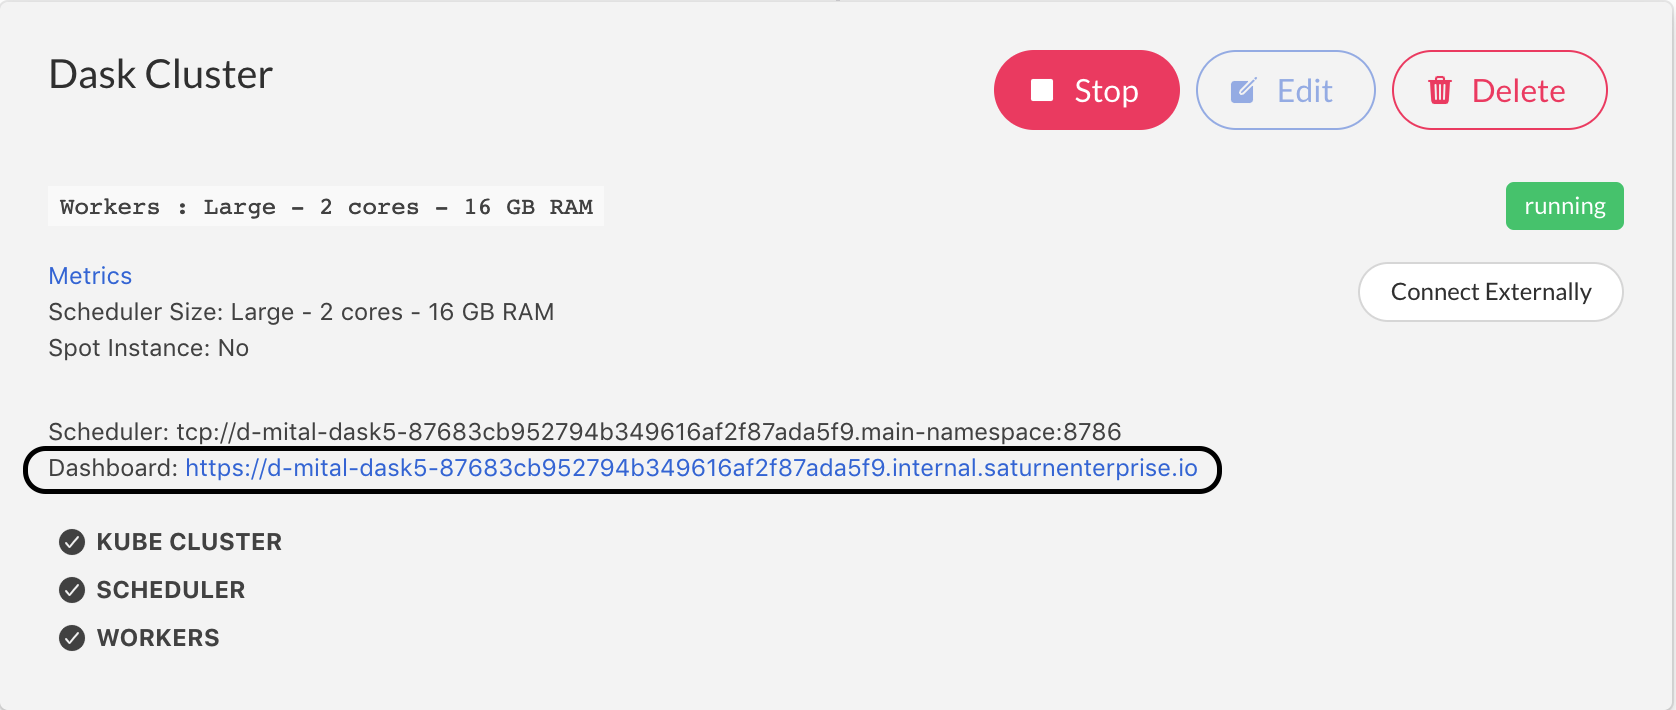 Dask Cluster
Stop
Edit
Delete
Workers : Large - 2 cores - 16 GB RAM
running
Metrics
Connect Externally
Scheduler Size: Large - 2 cores - 16 GB RAM
Spot Instance: No
Scheduler: tcp://d-mital-dask5-87683cb952794b349616af2f87ada5f9.main-namespace:8786
Dashboard: https://d-mital-dask5-87683cb952794b349616af2f87ada5f9.internal.saturnenterprise.io
KUBE CLUSTER
SCHEDULER
WORKERS